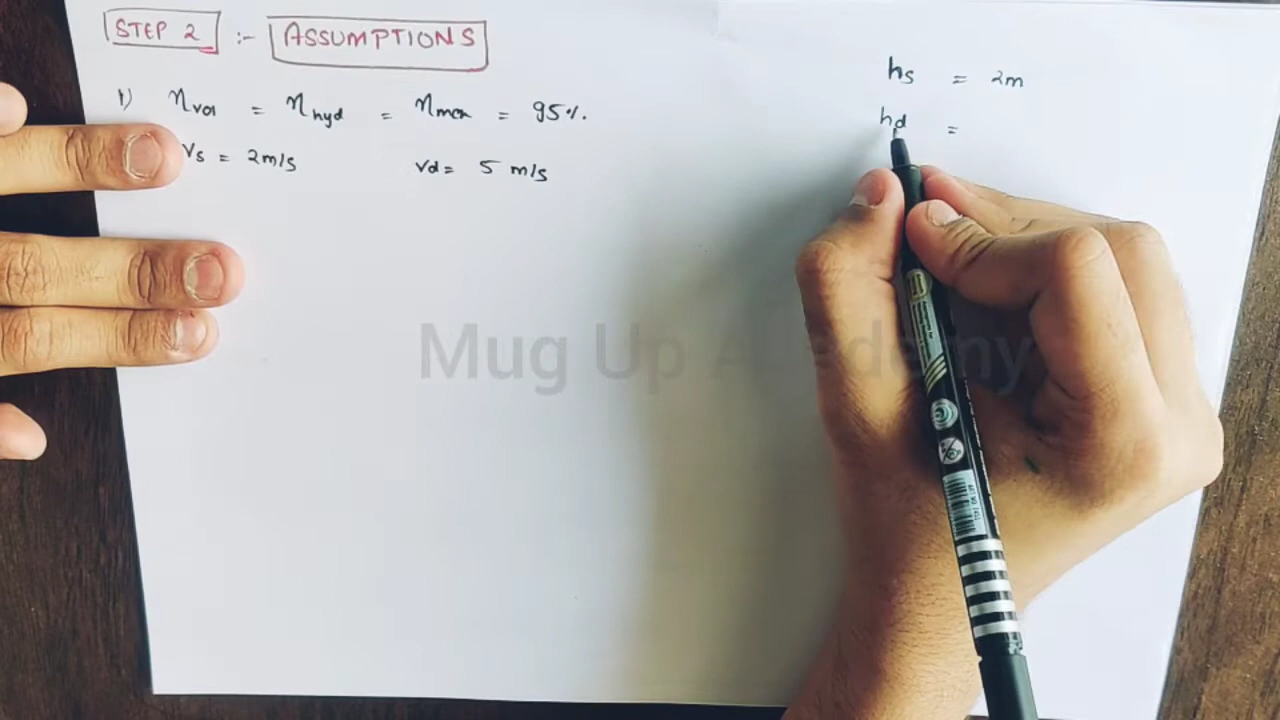 STEP 2 :- ASSUMPTIONS
1) ηvol = ηhyd = ηmech = 95%.
Vs = 2m/s Vd = 5 m/s
hs = 2m
hd =
Mug Up Academy